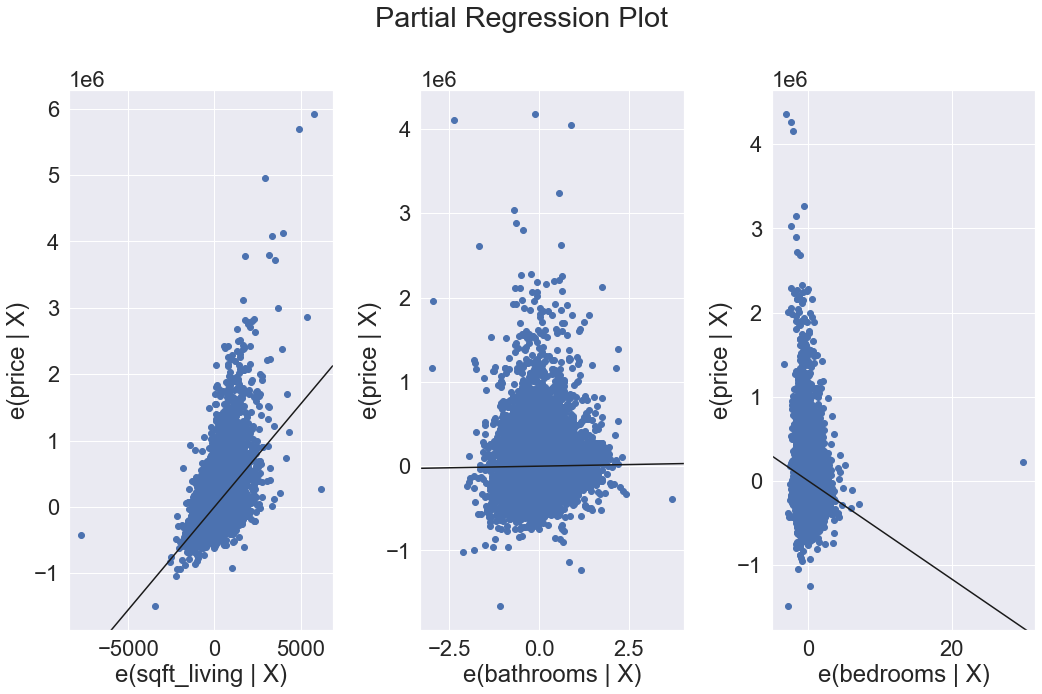 Partial Regression Plot
1e6
6
5
4
3
2
1
0
−1
−5000 0 5000
e(price | X)
e(sqft_living | X)
1e6
4
3
2
1
0
−1
−2.5 0.0 2.5
e(price | X)
e(bathrooms | X)
1e6
4
3
2
1
0
−1
0 20
e(price | X)
e(bedrooms | X)